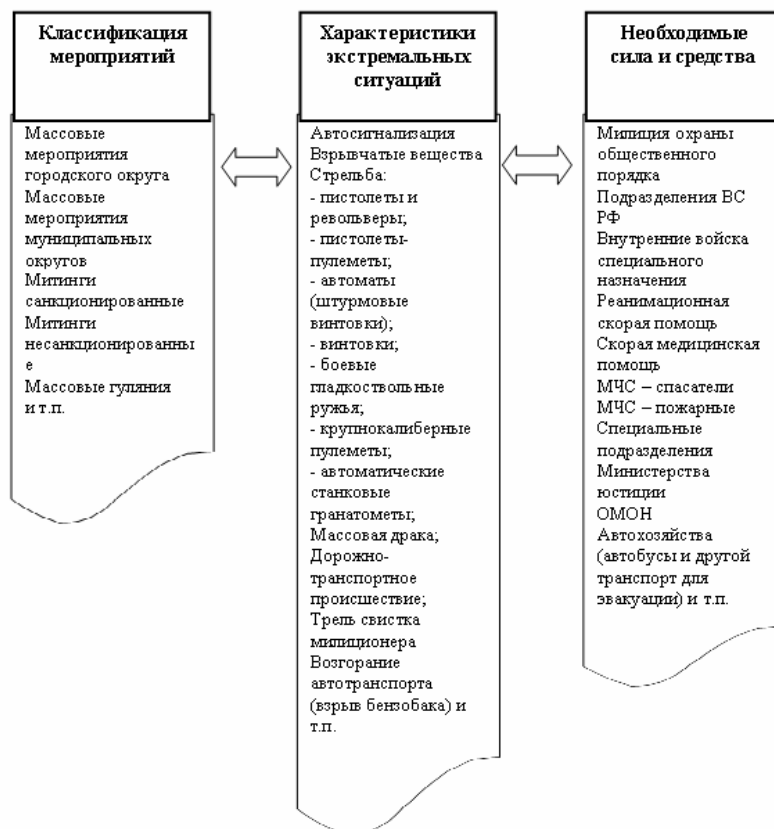 Классификация
мероприятий
Массовые
мероприятия
городского округа
Массовые
мероприятия
муниципальных
округов
Митинги
санкционированные
Митинги
несанкционированны
е
Массовые гуляния
и т.п.
Характеристики
экстремальных
ситуаций
Автосигнализация
Взрывчатые вещества
Стрельба:
- пистолеты и
револьверы;
- пистолеты-
пулеметы;
- автоматы
(штурмовые
винтовки);
- винтовки;
- боевые
гладкоствольные
ружья;
- крупнокалиберные
пулеметы;
- автоматические
станковые
гранатометы;
Массовая драка;
Дорожно-
транспортное
происшествие;
Трель свистка
милиционера
Возгорание
автотранспорта
(взрыв бензобака) и
т.п.
Необходимые
сила и средства
Милиция охраны
общественного
порядка
Подразделения ВС
РФ
Внутренние войска
специального
назначения
Реанимационная
скорая помощь
Скорая медицинская
помощь
МЧС – спасатели
МЧС – пожарные
Специальные
подразделения
Министерства
юстиции
ОМОН
Автохозяйства
(автобусы и другой
транспорт для
эвакуации) и т.п.